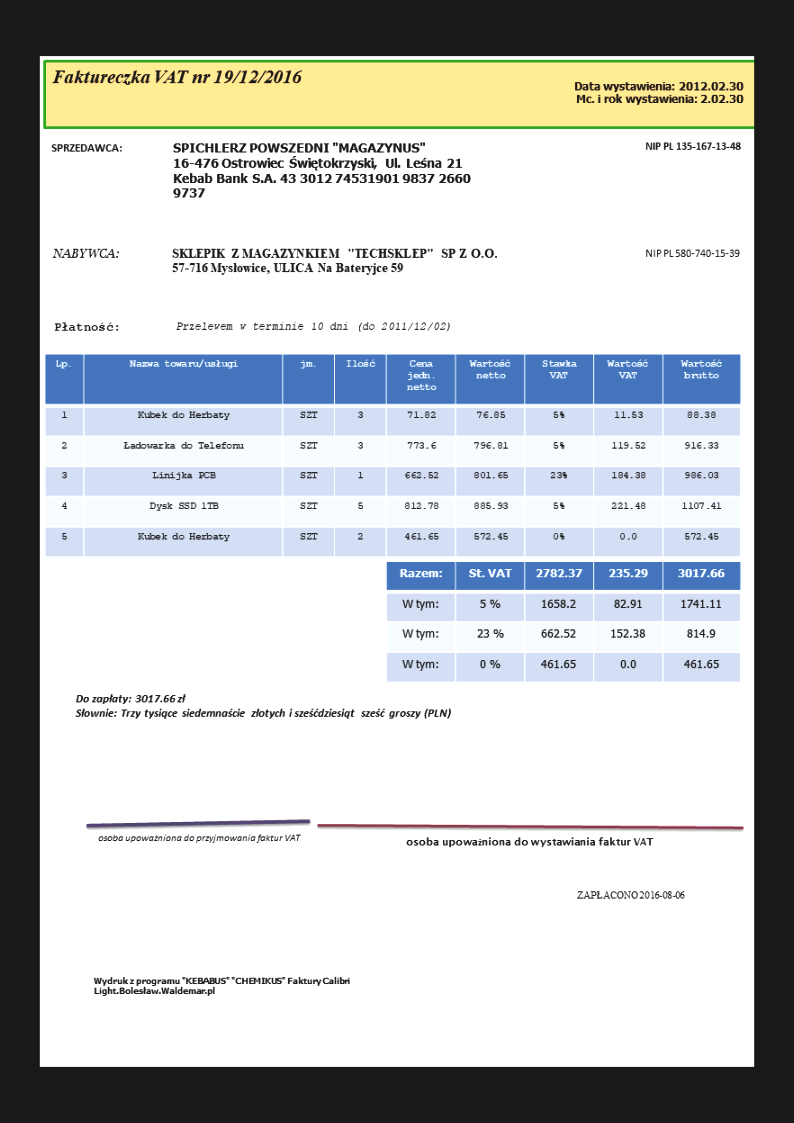 Faktureczka VAT nr 19/12/2016
Data wystawienia: 2012.02.30
Mc. i rok wystawienia: 2.02.30
SPRZEDAWCA:
SPICHLERZ POWSZEDNI "MAGAZYNUS"
NIP PL 135-167-13-48
16-476 Ostrowiec Świętokrzyski, Ul. Leśna 21
Kebab Bank S.A. 43 3012 74531901 9837 2660
9737
NABYWCA:
SKLEPIK Z MAGAZYNKIEM "TECHSKLEP" SP Z O.O.
NIP PL 580-740-15-39
57-716 Mysłowice, ULICA Na Bateryjce 59
Płatność: Przelewem w terminie 10 dni (do 2011/12/02)
Lp. Nazwa towaru/usługi jm. Ilość Cena jedn. netto Wartość netto Stawka VAT Wartość VAT Wartość brutto
1 Kubek do Herbaty SZT 3 71.82 76.85 5% 11.53 88.38
2 Ładowarka do Telefonu SZT 3 773.6 796.81 5% 119.52 916.33
3 Linijka PCB SZT 1 662.52 801.65 23% 184.38 986.03
4 Dysk SSD 1TB SZT 5 812.78 885.93 5% 221.48 1107.41
5 Kubek do Herbaty SZT 2 461.65 572.45 0% 0.0 572.45
Razem: St. VAT 2782.37 235.29 3017.66
W tym: 5 % 1658.2 82.91 1741.11
W tym: 23 % 662.52 152.38 814.9
W tym: 0 % 461.65 0.0 461.65
Do zapłaty: 3017.66 zł
Słownie: Trzy tysiące siedemnaście złotych i sześćdziesiąt sześć groszy (PLN)
osoba upoważniona do przyjmowania faktur VAT
osoba upoważniona do wystawiania faktur VAT
ZAPŁACONO 2016-08-06
Wydruk z programu "KEBABUS" "CHEMIKUS" Faktury Calibri
Light.Bolesław.Waldemar.pl